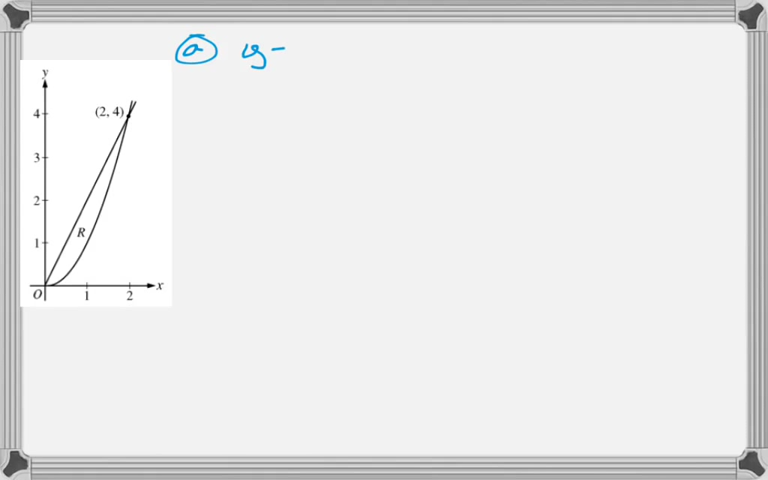 ⓐ y =
y
4
(2, 4)
3
2
R
1
O 1 2 x